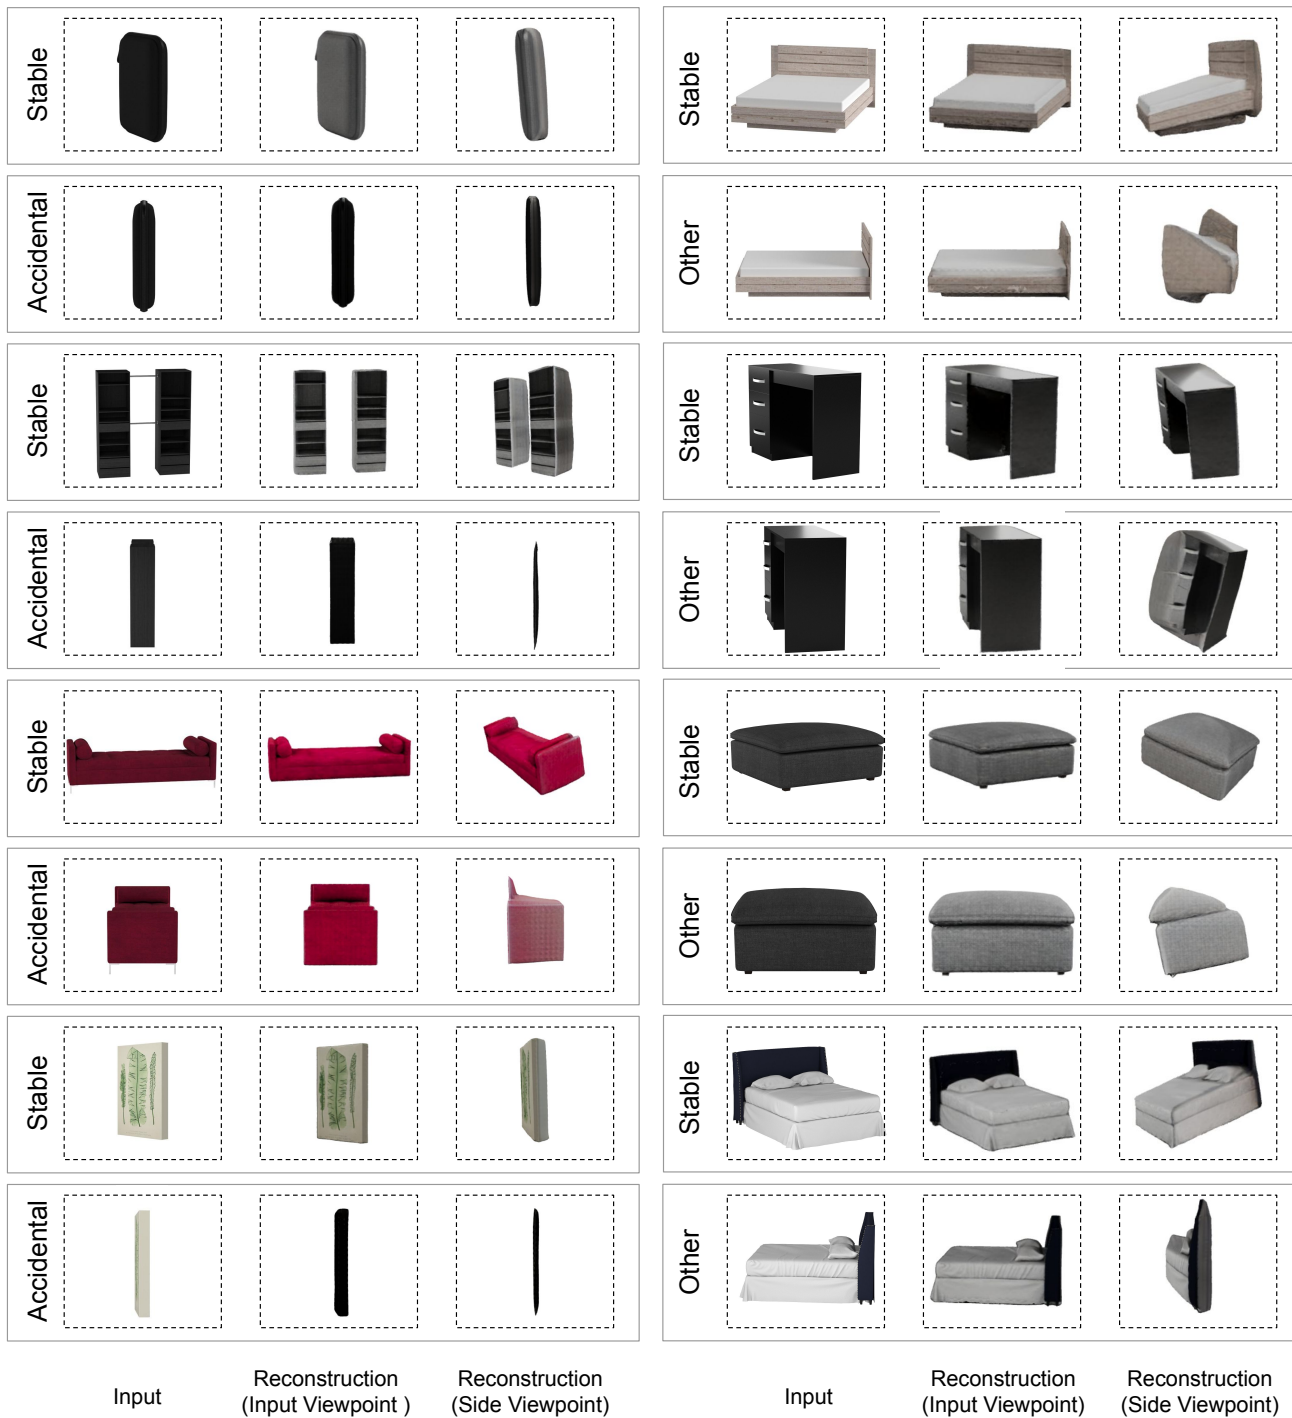 Stable
Accidental
Stable
Accidental
Stable
Accidental
Stable
Accidental
Input
Reconstruction
(Input Viewpoint )
Reconstruction
(Side Viewpoint)
Stable
Other
Stable
Other
Stable
Other
Stable
Other
Input
Reconstruction
(Input Viewpoint)
Reconstruction
(Side Viewpoint)